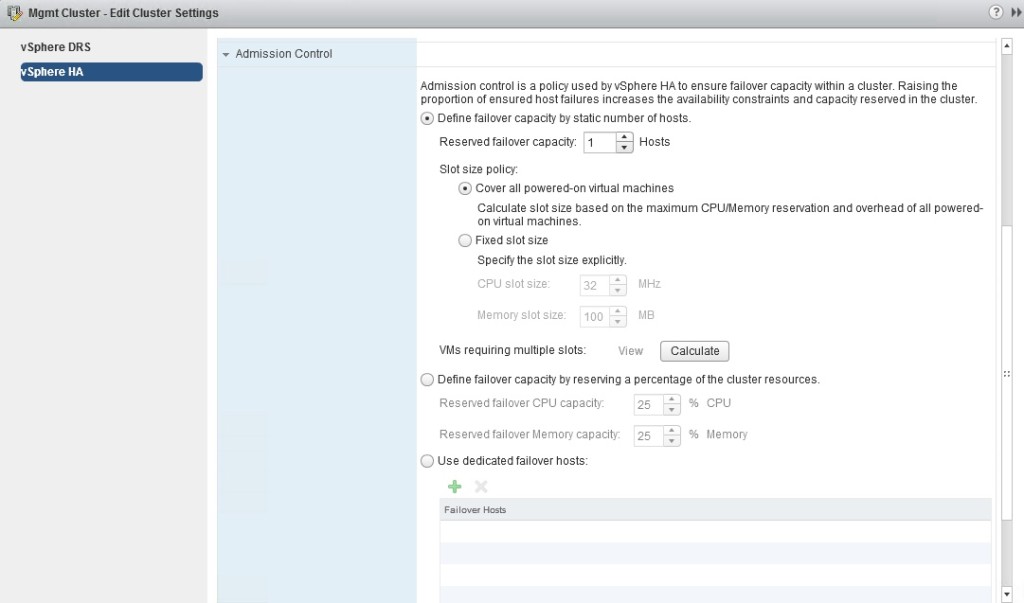 Mgmt Cluster - Edit Cluster Settings
?
vSphere DRS
vSphere HA
Admission Control
Admission control is a policy used by vSphere HA to ensure failover capacity within a cluster. Raising the
proportion of ensured host failures increases the availability constraints and capacity reserved in the cluster.
Define failover capacity by static number of hosts.
Reserved failover capacity: 1 Hosts
Slot size policy:
Cover all powered-on virtual machines
Calculate slot size based on the maximum CPU/Memory reservation and overhead of all powered-
on virtual machines.
Fixed slot size
Specify the slot size explicitly.
CPU slot size: 32 MHz
Memory slot size: 100 MB
VMs requiring multiple slots: View Calculate
Define failover capacity by reserving a percentage of the cluster resources.
Reserved failover CPU capacity: 25 % CPU
Reserved failover Memory capacity: 25 % Memory
Use dedicated failover hosts:
Failover Hosts